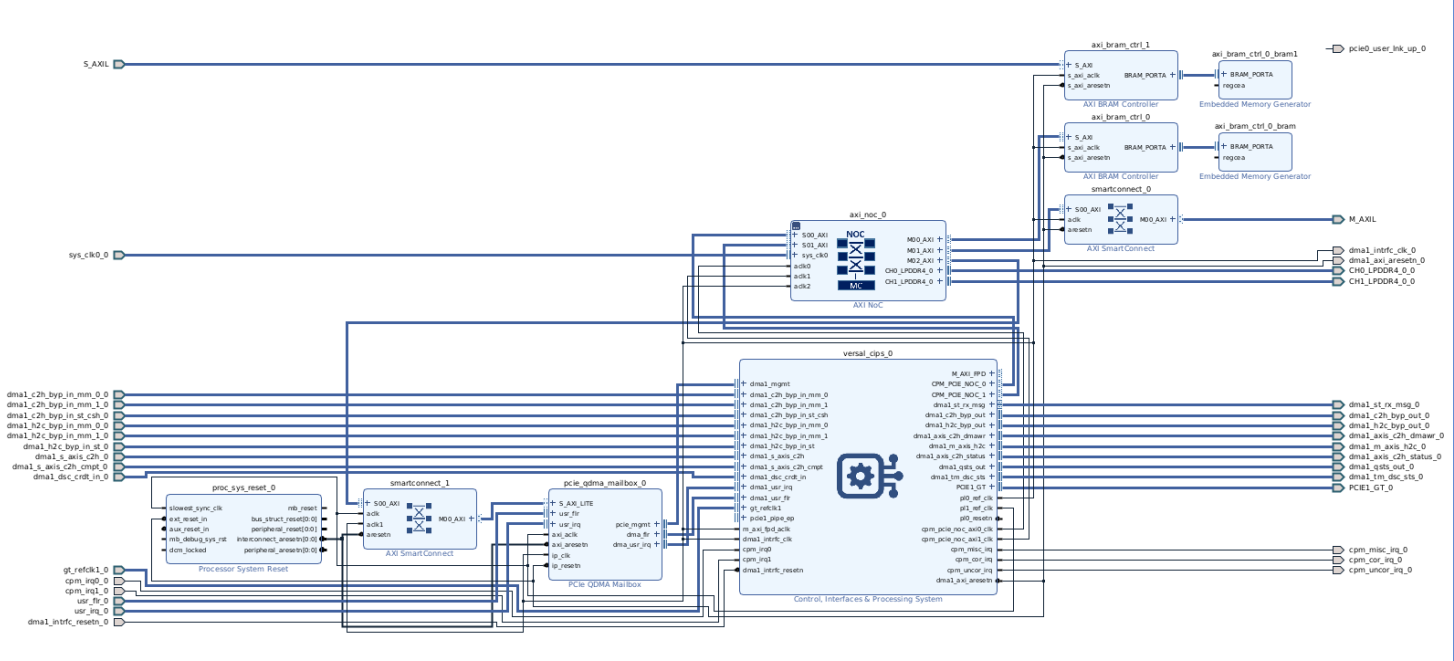 pcie0_user_lnk_up_0
axi_bram_ctrl_1
S_AXI
s_axi_aclk
s_axi_aresetn
BRAM_PORTA
AXI BRAM Controller
axi_bram_ctrl_0_bram1
BRAM_PORTA
regcea
Embedded Memory Generator
S_AXIL
axi_bram_ctrl_0
S_AXI
s_axi_aclk
s_axi_aresetn
BRAM_PORTA
AXI BRAM Controller
axi_bram_ctrl_0_bram
BRAM_PORTA
regcea
Embedded Memory Generator
smartconnect_0
S00_AXI
aclk
aresetn
M00_AXI
AXI SmartConnect
M_AXIL
dma1_intrfc_clk_0
dma1_axi_aresetn_0
CH0_LPDDR4_0_0
CH1_LPDDR4_0_0
sys_clk0_0
axi_noc_0
S00_AXI
S01_AXI
sys_clk0
aclk0
aclk1
aclk2
NOC
MC
M00_AXI
M01_AXI
M02_AXI
CH0_LPDDR4_0
CH1_LPDDR4_0
AXI NoC
dma1_c2h_byp_in_mm_0_0
dma1_c2h_byp_in_mm_1_0
dma1_c2h_byp_in_st_csh_0
dma1_h2c_byp_in_mm_0_0
dma1_h2c_byp_in_mm_1_0
dma1_h2c_byp_in_st_0
dma1_s_axis_c2h_0
dma1_s_axis_c2h_cmpt_0
dma1_dsc_crdt_in_0
versal_cips_0
dma1_mgmt
dma1_c2h_byp_in_mm_0
dma1_c2h_byp_in_mm_1
dma1_c2h_byp_in_st_csh
dma1_h2c_byp_in_mm_0
dma1_h2c_byp_in_mm_1
dma1_h2c_byp_in_st
dma1_s_axis_c2h
dma1_s_axis_c2h_cmpt
dma1_dsc_crdt_in
dma1_usr_irq
dma1_usr_flr
gt_refclk1
pcie1_pipe_ep
m_axi_fpd_aclk
dma1_intrfc_clk
cpm_irq0
cpm_irq1
dma1_intrfc_resetn
M_AXI_FPD
CPM_PCIE_NOC_0
CPM_PCIE_NOC_1
dma1_st_rx_msg
dma1_c2h_byp_out
dma1_h2c_byp_out
dma1_axis_c2h_dmawr
dma1_m_axis_h2c
dma1_axis_c2h_status
dma1_qsts_out
dma1_tm_dsc_sts
PCIE1_GT
pl0_ref_clk
pl1_ref_clk
pl0_resetn
cpm_pcie_noc_axi0_clk
cpm_pcie_noc_axi1_clk
cpm_misc_irq
cpm_cor_irq
cpm_uncor_irq
dma1_axi_aresetn
Control, Interfaces & Processing System
dma1_st_rx_msg_0
dma1_c2h_byp_out_0
dma1_h2c_byp_out_0
dma1_axis_c2h_dmawr_0
dma1_m_axis_h2c_0
dma1_axis_c2h_status_0
dma1_qsts_out_0
dma1_tm_dsc_sts_0
PCIE1_GT_0
cpm_misc_irq_0
cpm_cor_irq_0
cpm_uncor_irq_0
proc_sys_reset_0
slowest_sync_clk
ext_reset_in
aux_reset_in
mb_debug_sys_rst
dcm_locked
mb_reset
bus_struct_reset[0:0]
peripheral_reset[0:0]
interconnect_aresetn[0:0]
peripheral_aresetn[0:0]
Processor System Reset
smartconnect_1
S00_AXI
aclk
aclk1
aresetn
M00_AXI
AXI SmartConnect
pcie_qdma_mailbox_0
S_AXI_LITE
usr_flr
usr_irq
axi_aclk
axi_aresetn
ip_clk
ip_resetn
pcie_mgmt
dma_flr
dma_usr_irq
PCIe QDMA Mailbox
gt_refclk1_0
cpm_irq0_0
cpm_irq1_0
usr_flr_0
usr_irq_0
dma1_intrfc_resetn_0